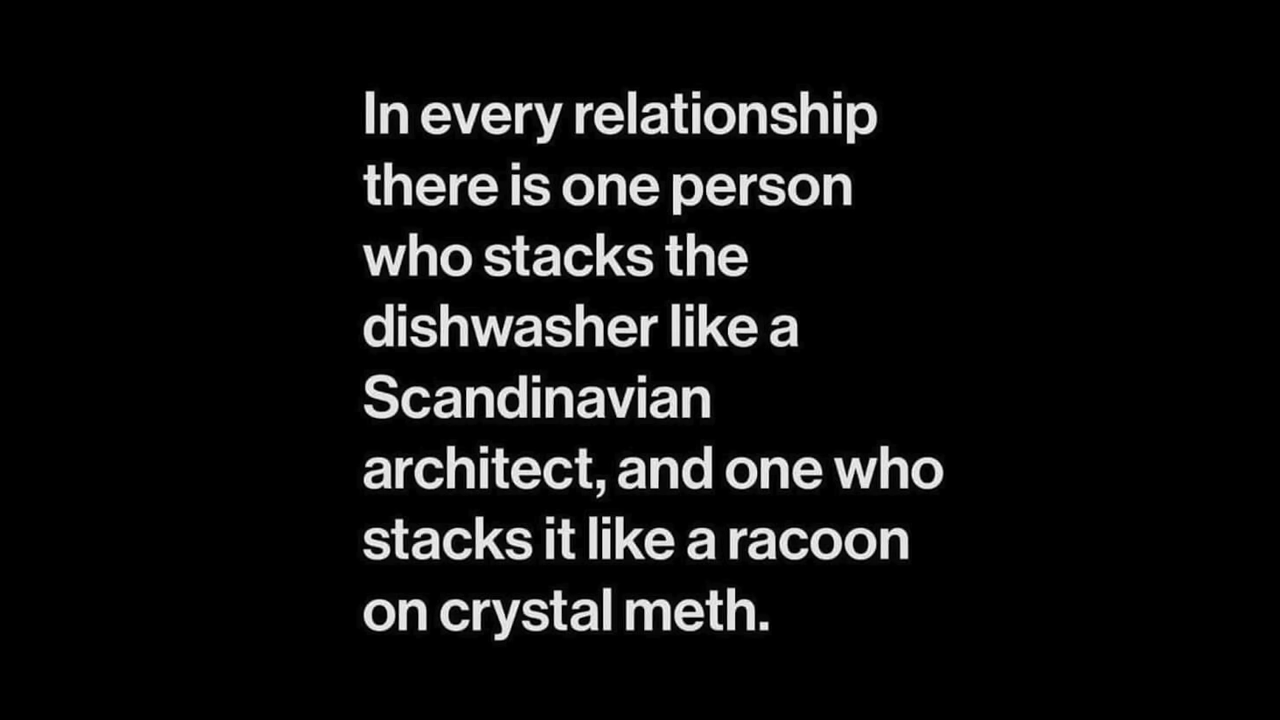 In every relationship
there is one person
who stacks the
dishwasher like a
Scandinavian
architect, and one who
stacks it like a racoon
on crystal meth.